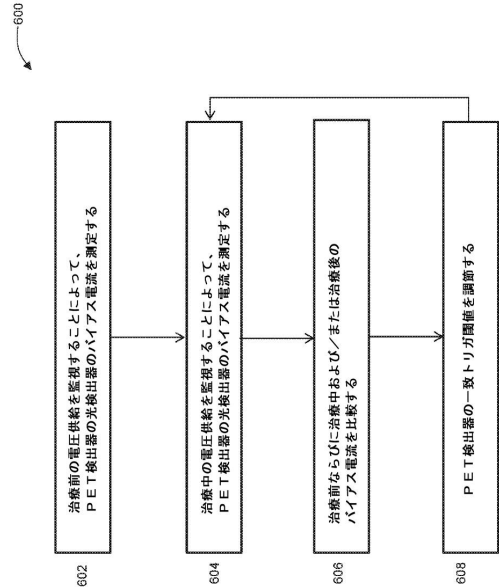 600
602
治療前の電圧供給を監視することによって、
PET検出器の光検出器のバイアス電流を測定する
604
治療中の電圧供給を監視することによって、
PET検出器の光検出器のバイアス電流を測定する
606
治療前ならびに治療中および/または治療後の
バイアス電流を比較する
608
PET検出器の一致トリガ閾値を調節する